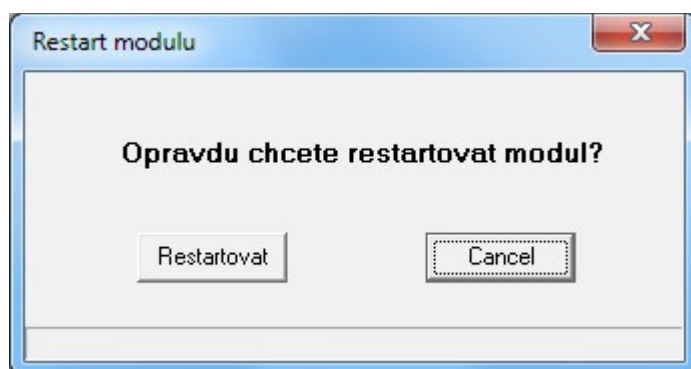 Restart modulu
Opravdu chcete restartovat modul?
Restartovat
Cancel